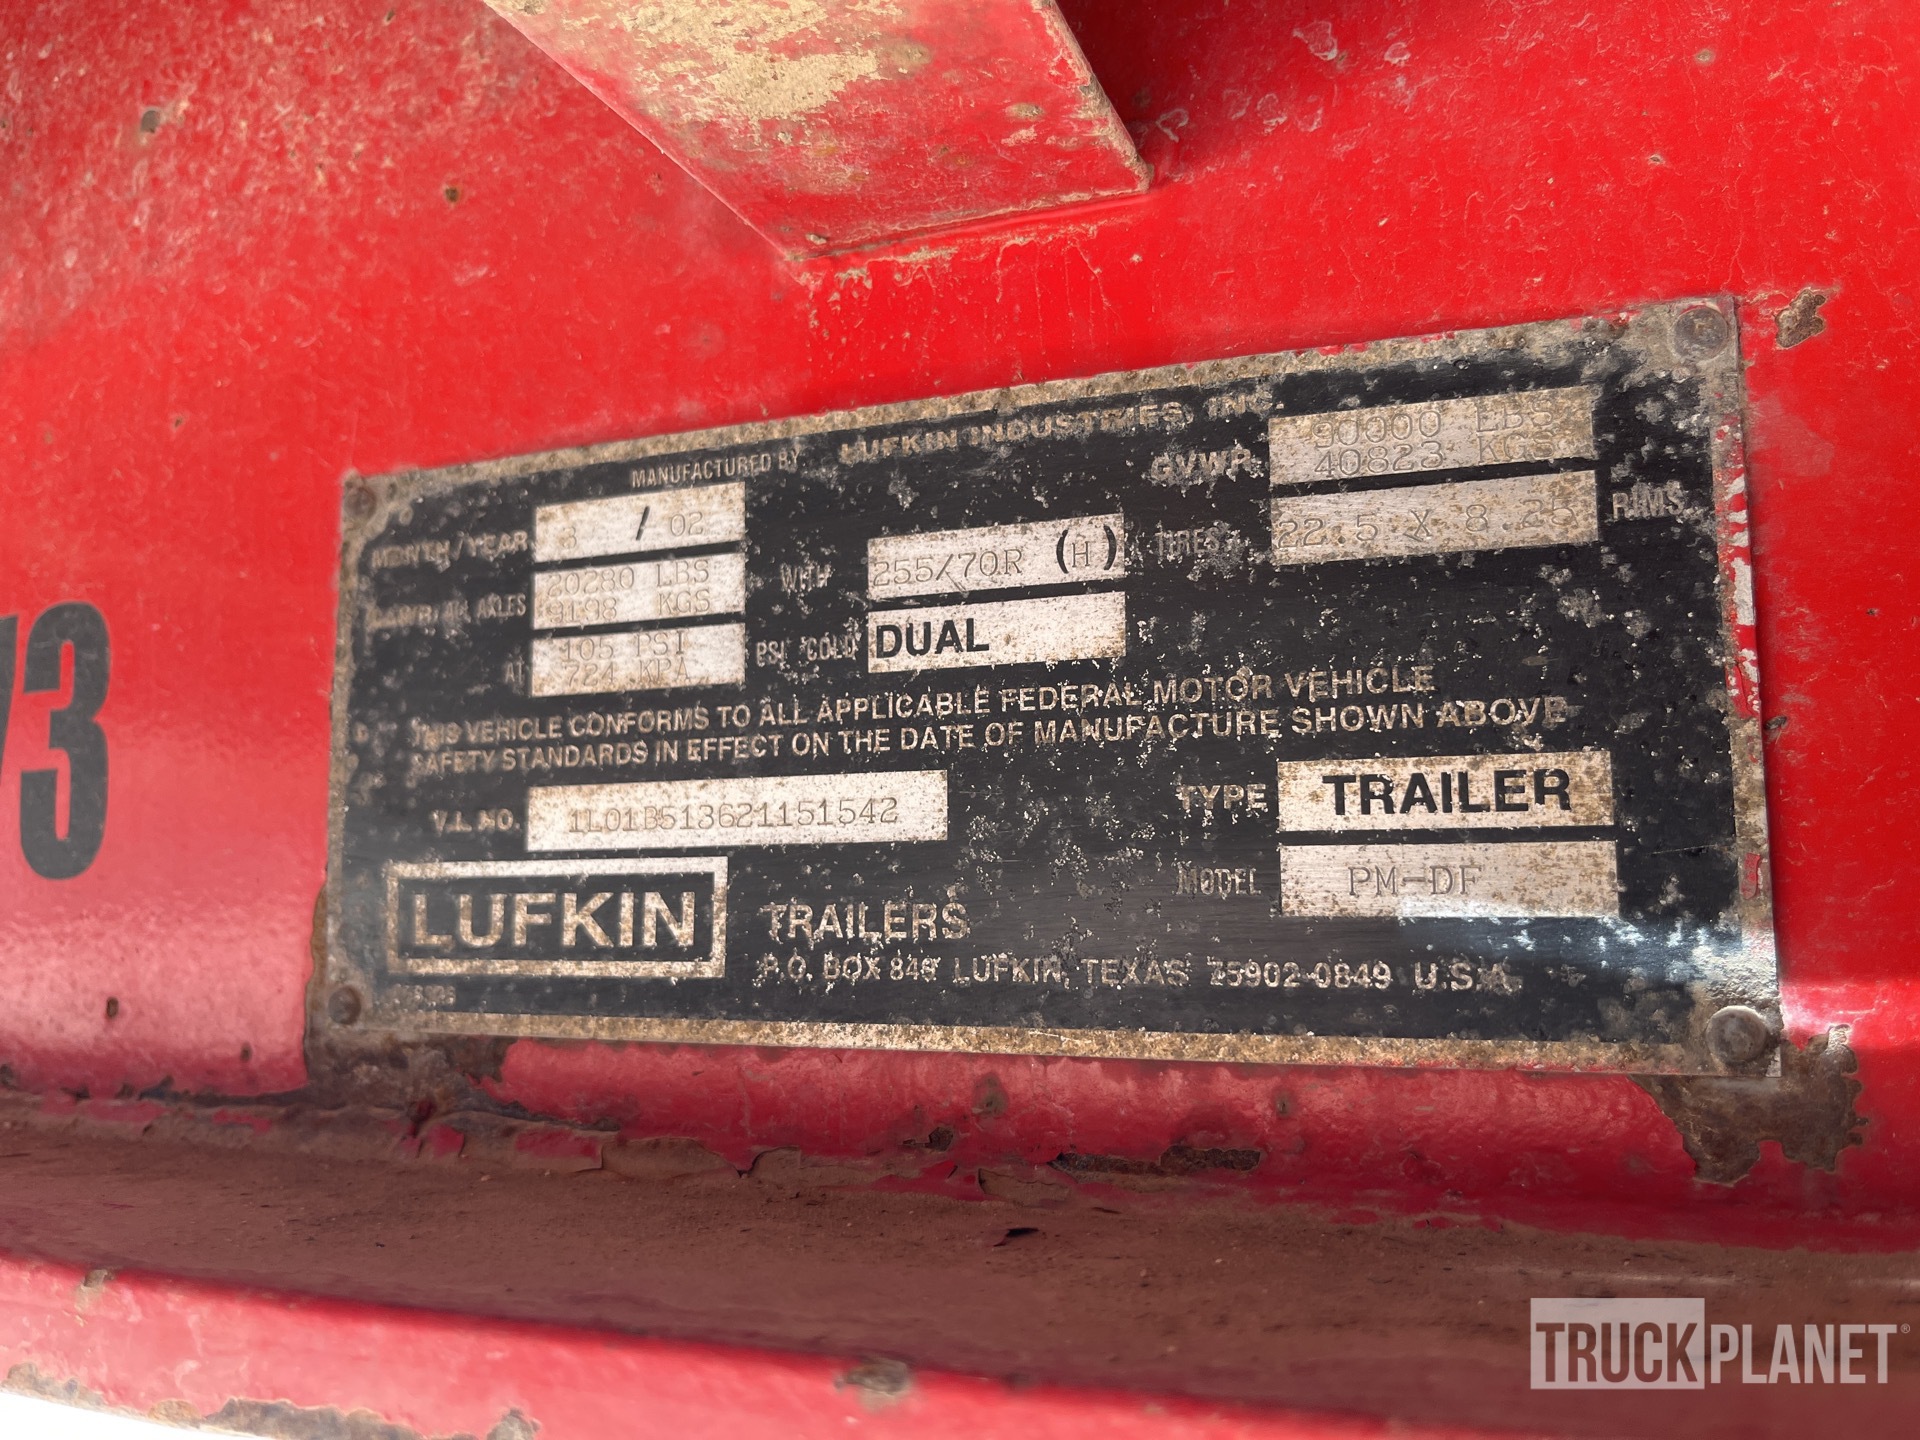 MANUFACTURED BY LUFKIN INDUSTRIES, INC.
GVWR 90000 LBS
40823 KGS
MONTH/YEAR 3 / 02
20280 LBS WITH 255/70R (H) TIRES 22.5 X 8.25 RIMS
AXLES 9198 KGS
AT 105 PSI PSI COLD DUAL
724 KPA
THIS VEHICLE CONFORMS TO ALL APPLICABLE FEDERAL MOTOR VEHICLE
SAFETY STANDARDS IN EFFECT ON THE DATE OF MANUFACTURE SHOWN ABOVE
V.I. NO. 1L01B513621151542 TYPE TRAILER
MODEL PM-DF
LUFKIN TRAILERS
P.O. BOX 849 LUFKIN, TEXAS 75902-0849 U.S.A.
73
TRUCKPLANET®